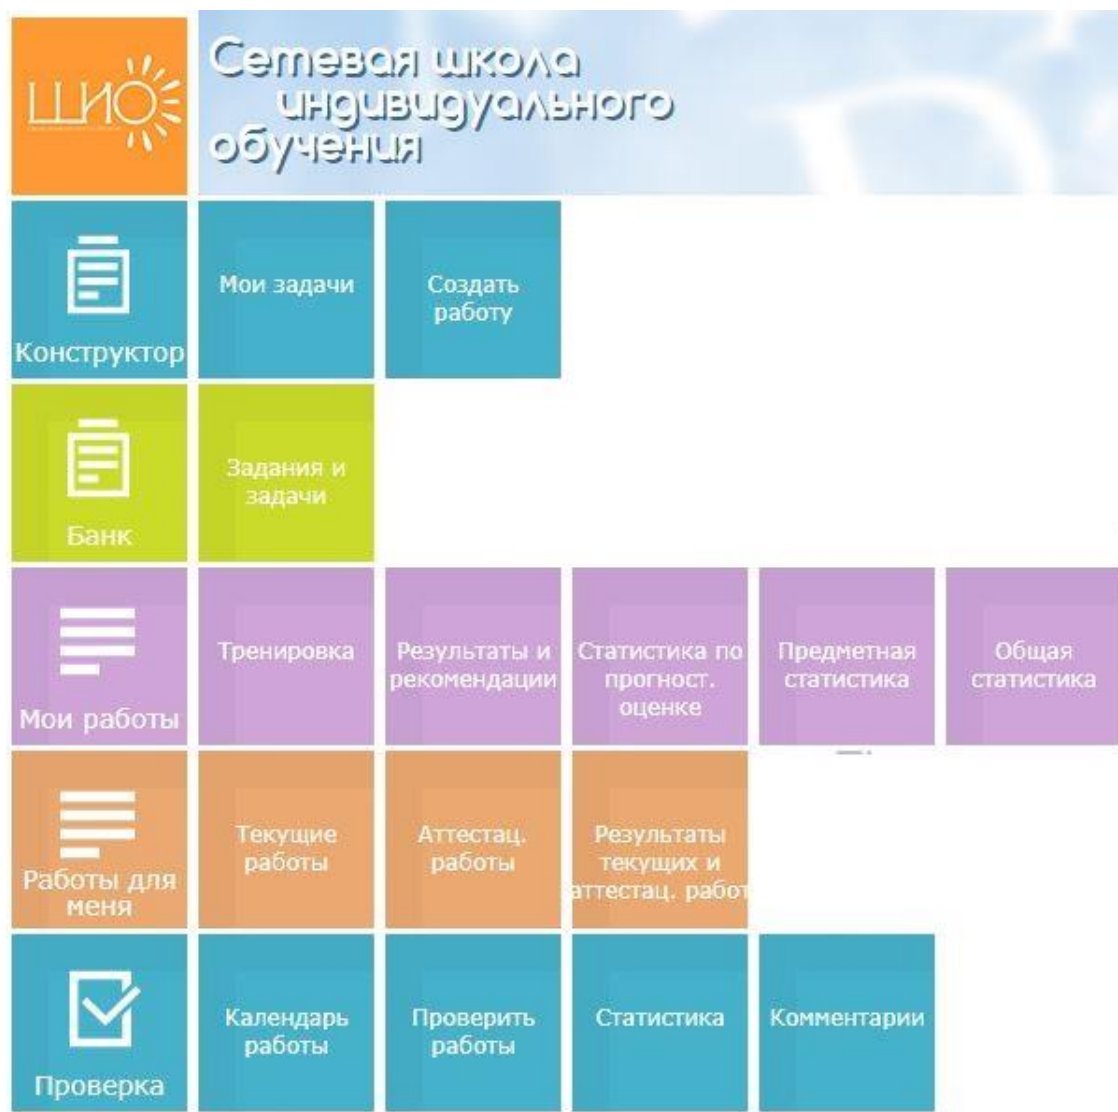 ШИО
Сетевая школа
индивидуального
обучения
Конструктор
Мои задачи
Создать
работу
Банк
Задания и
задачи
Мои работы
Тренировка
Результаты и
рекомендации
Статистика по
прогност.
оценке
Предметная
статистика
Общая
статистика
Работы для
меня
Текущие
работы
Аттестац.
работы
Результаты
текущих и
аттестац. работ
Проверка
Календарь
работы
Проверить
работы
Статистика
Комментарии